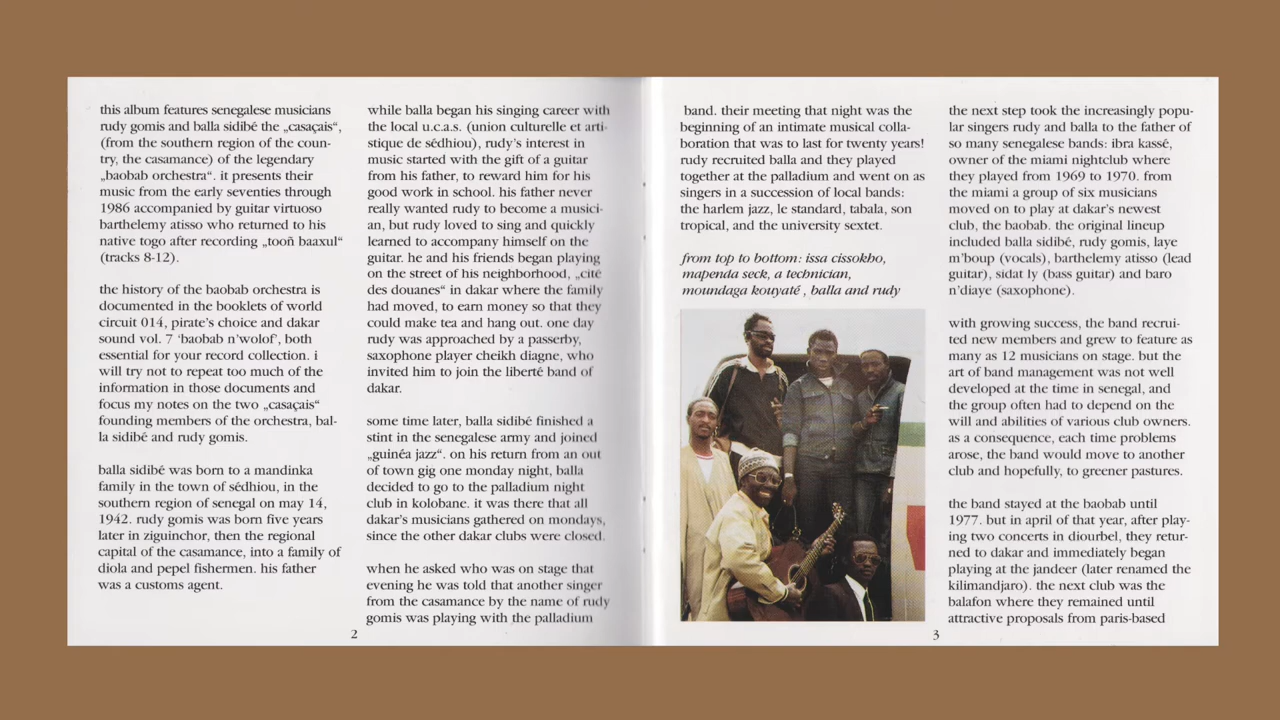 this album features senegalese musicians
rudy gomis and balla sidibé the „casaçais“,
(from the southern region of the coun-
try, the casamance) of the legendary
„baobab orchestra“. it presents their
music from the early seventies through
1986 accompanied by guitar virtuoso
barthelemy atisso who returned to his
native togo after recording „tooñ baaxul“
(tracks 8-12).
the history of the baobab orchestra is
documented in the booklets of world
circuit 014, pirate’s choice and dakar
sound vol. 7 ‘baobab n’wolof’, both
essential for your record collection. i
will try not to repeat too much of the
information in those documents and
focus my notes on the two „casaçais“
founding members of the orchestra, bal-
la sidibé and rudy gomis.
balla sidibé was born to a mandinka
family in the town of sédhiou, in the
southern region of senegal on may 14,
1942. rudy gomis was born five years
later in ziguinchor, then the regional
capital of the casamance, into a family of
diola and pepel fishermen. his father
was a customs agent.
while balla began his singing career with
the local u.c.a.s. (union culturelle et arti-
stique de sédhiou), rudy’s interest in
music started with the gift of a guitar
from his father, to reward him for his
good work in school. his father never
really wanted rudy to become a musici-
an, but rudy loved to sing and quickly
learned to accompany himself on the
guitar. he and his friends began playing
on the street of his neighborhood, „cité
des douanes“ in dakar where the family
had moved, to earn money so that they
could make tea and hang out. one day
rudy was approached by a passerby,
saxophone player cheikh diagne, who
invited him to join the liberté band of
dakar.
some time later, balla sidibé finished a
stint in the senegalese army and joined
„guinéa jazz“. on his return from an out
of town gig one monday night, balla
decided to go to the palladium night
club in kolobane. it was there that all
dakar’s musicians gathered on mondays,
since the other dakar clubs were closed.
when he asked who was on stage that
evening he was told that another singer
from the casamance by the name of rudy
gomis was playing with the palladium
2
band. their meeting that night was the
beginning of an intimate musical colla-
boration that was to last for twenty years!
rudy recruited balla and they played
together at the palladium and went on as
singers in a succession of local bands:
the harlem jazz, le standard, tabala, son
tropical, and the university sextet.
from top to bottom: issa cissokho,
mapenda seck, a technician,
moundaga kouyaté , balla and rudy
the next step took the increasingly popu-
lar singers rudy and balla to the father of
so many senegalese bands: ibra kassé,
owner of the miami nightclub where
they played from 1969 to 1970. from
the miami a group of six musicians
moved on to play at dakar’s newest
club, the baobab. the original lineup
included balla sidibé, rudy gomis, laye
m’boup (vocals), barthelemy atisso (lead
guitar), sidat ly (bass guitar) and baro
n’diaye (saxophone).
with growing success, the band recrui-
ted new members and grew to feature as
many as 12 musicians on stage. but the
art of band management was not well
developed at the time in senegal, and
the group often had to depend on the
will and abilities of various club owners.
as a consequence, each time problems
arose, the band would move to another
club and hopefully, to greener pastures.
the band stayed at the baobab until
1977. but in april of that year, after play-
ing two concerts in diourbel, they retur-
ned to dakar and immediately began
playing at the jandeer (later renamed the
kilimandjaro). the next club was the
balafon where they remained until
attractive proposals from paris-based
3